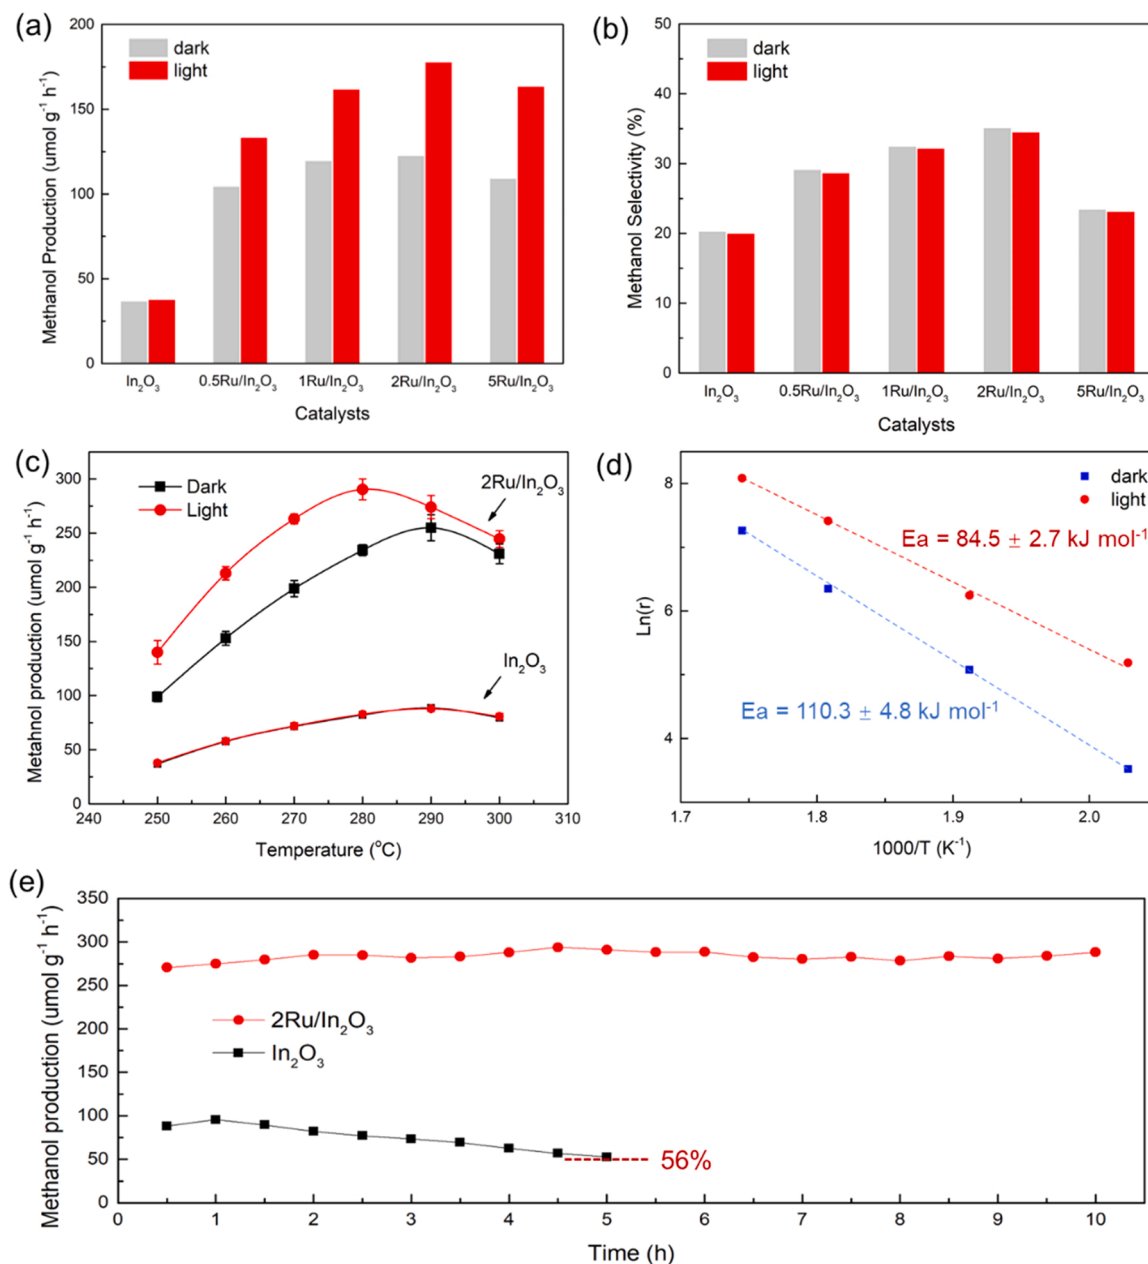 (a)
200
150
100
50
0
Methanol Production (umol g⁻¹ h⁻¹)
dark
light
In₂O₃ 0.5Ru/In₂O₃ 1Ru/In₂O₃ 2Ru/In₂O₃ 5Ru/In₂O₃
Catalysts
(b)
50
40
30
20
10
0
Methanol Selectivity (%)
dark
light
In₂O₃ 0.5Ru/In₂O₃ 1Ru/In₂O₃ 2Ru/In₂O₃ 5Ru/In₂O₃
Catalysts
(c)
300
250
200
150
100
50
0
Metahnol production (umol g⁻¹ h⁻¹)
Dark
Light
2Ru/In₂O₃
In₂O₃
240 250 260 270 280 290 300 310
Temperature (°C)
(d)
8
6
4
Ln(r)
dark
light
Ea = 84.5 ± 2.7 kJ mol⁻¹
Ea = 110.3 ± 4.8 kJ mol⁻¹
1.7 1.8 1.9 2.0
1000/T (K⁻¹)
(e)
350
300
250
200
150
100
50
0
Methanol production (umol g⁻¹ h⁻¹)
2Ru/In₂O₃
In₂O₃
56%
0 1 2 3 4 5 6 7 8 9 10
Time (h)